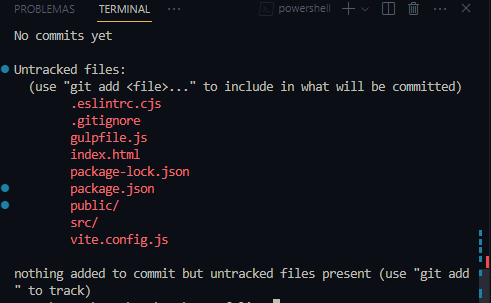 PROBLEMAS TERMINAL ... powershell
No commits yet
Untracked files:
(use "git add <file>..." to include in what will be committed)
.eslintrc.cjs
.gitignore
gulpfile.js
index.html
package-lock.json
package.json
public/
src/
vite.config.js
nothing added to commit but untracked files present (use "git add
" to track)